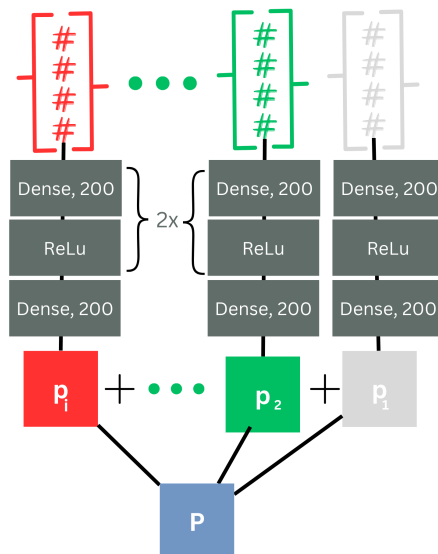 # # #
# # #
# # #
# # #
Dense, 200 Dense, 200 Dense, 200
2x
ReLu ReLu ReLu
Dense, 200 Dense, 200 Dense, 200
pi + p2 + p1
P